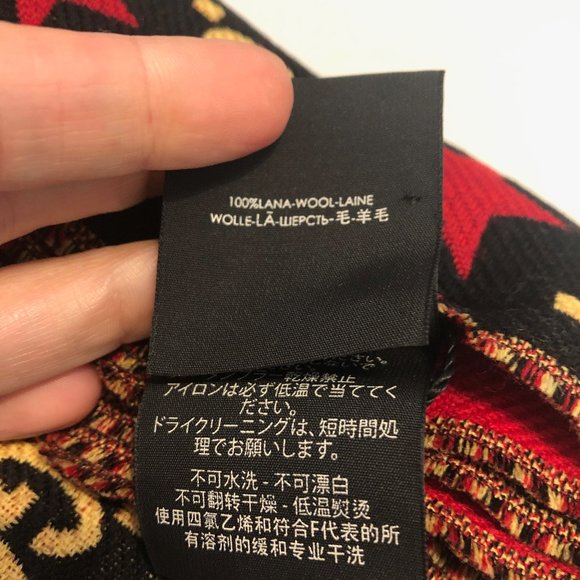 100%LANA-WOOL-LAINE
WOLLE-LÃ-ШЕРСТЬ-毛-羊毛
乾燥禁止
アイロンは必ず低温で当ててく
ださい。
ドライクリーニングは、短時間処
理でお願いします。
不可水洗 - 不可漂白
不可翻转干燥 - 低温熨烫
使用四氯乙烯和符合F代表的所
有溶剂的缓和专业干洗